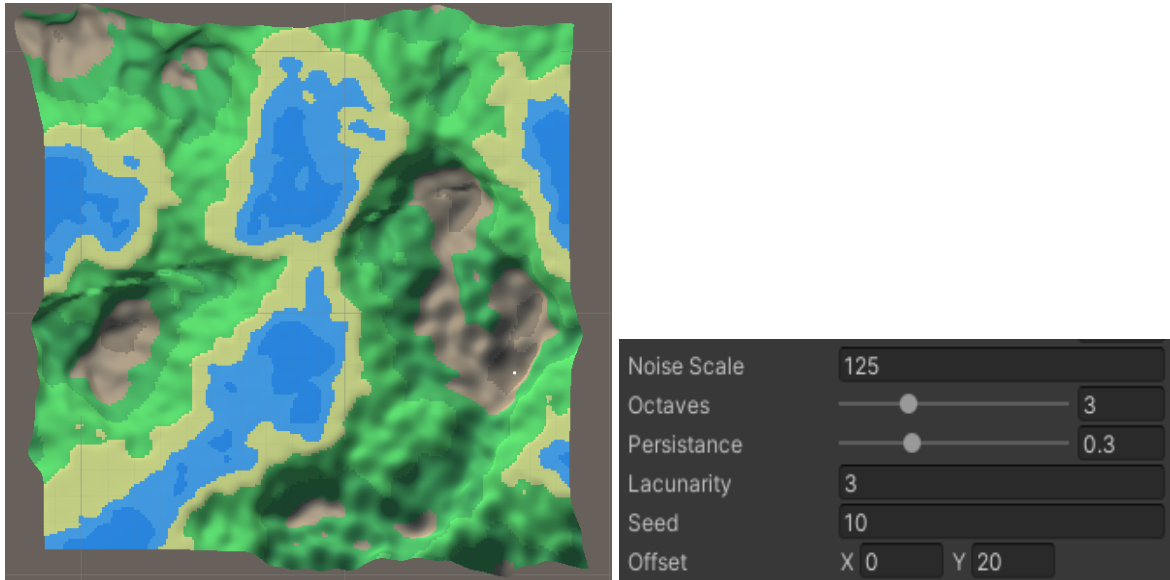 Noise Scale 125
Octaves 3
Persistance 0.3
Lacunarity 3
Seed 10
Offset X 0 Y 20